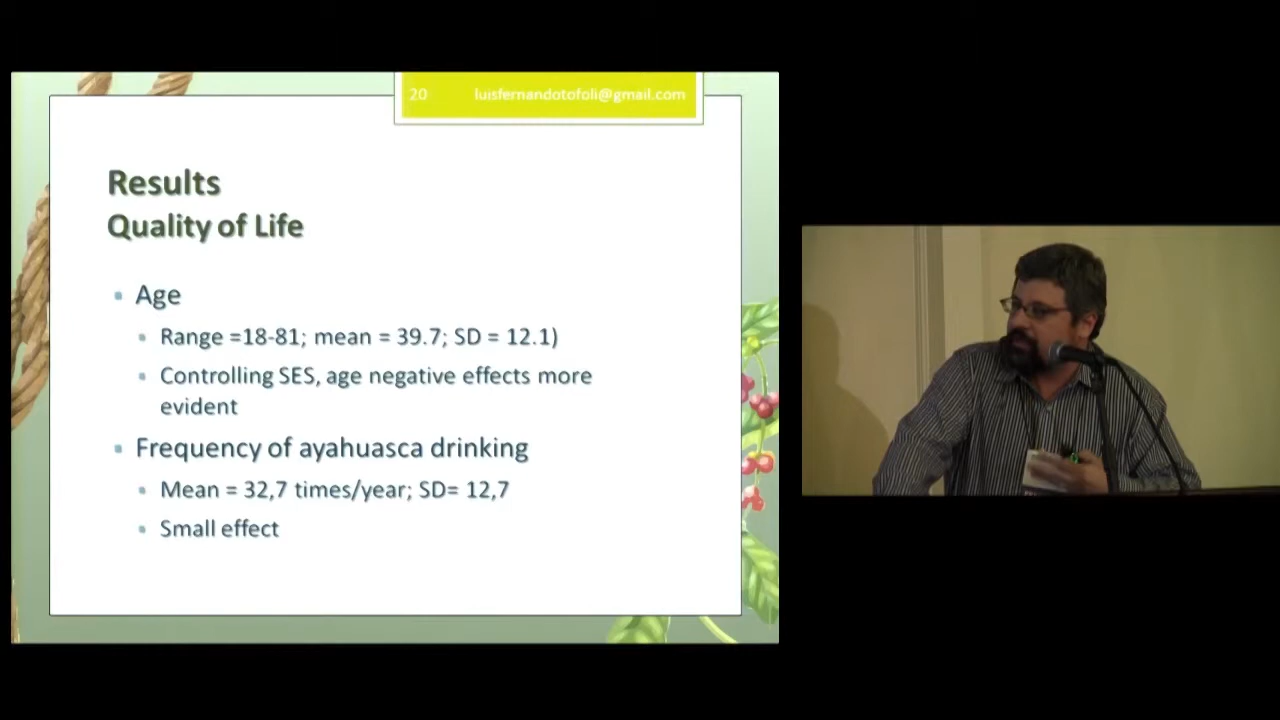 20 luisfernandotofoli@gmail.com
Results
Quality of Life
Age
Range =18-81; mean = 39.7; SD = 12.1)
Controlling SES, age negative effects more
evident
Frequency of ayahuasca drinking
Mean = 32,7 times/year; SD= 12,7
Small effect